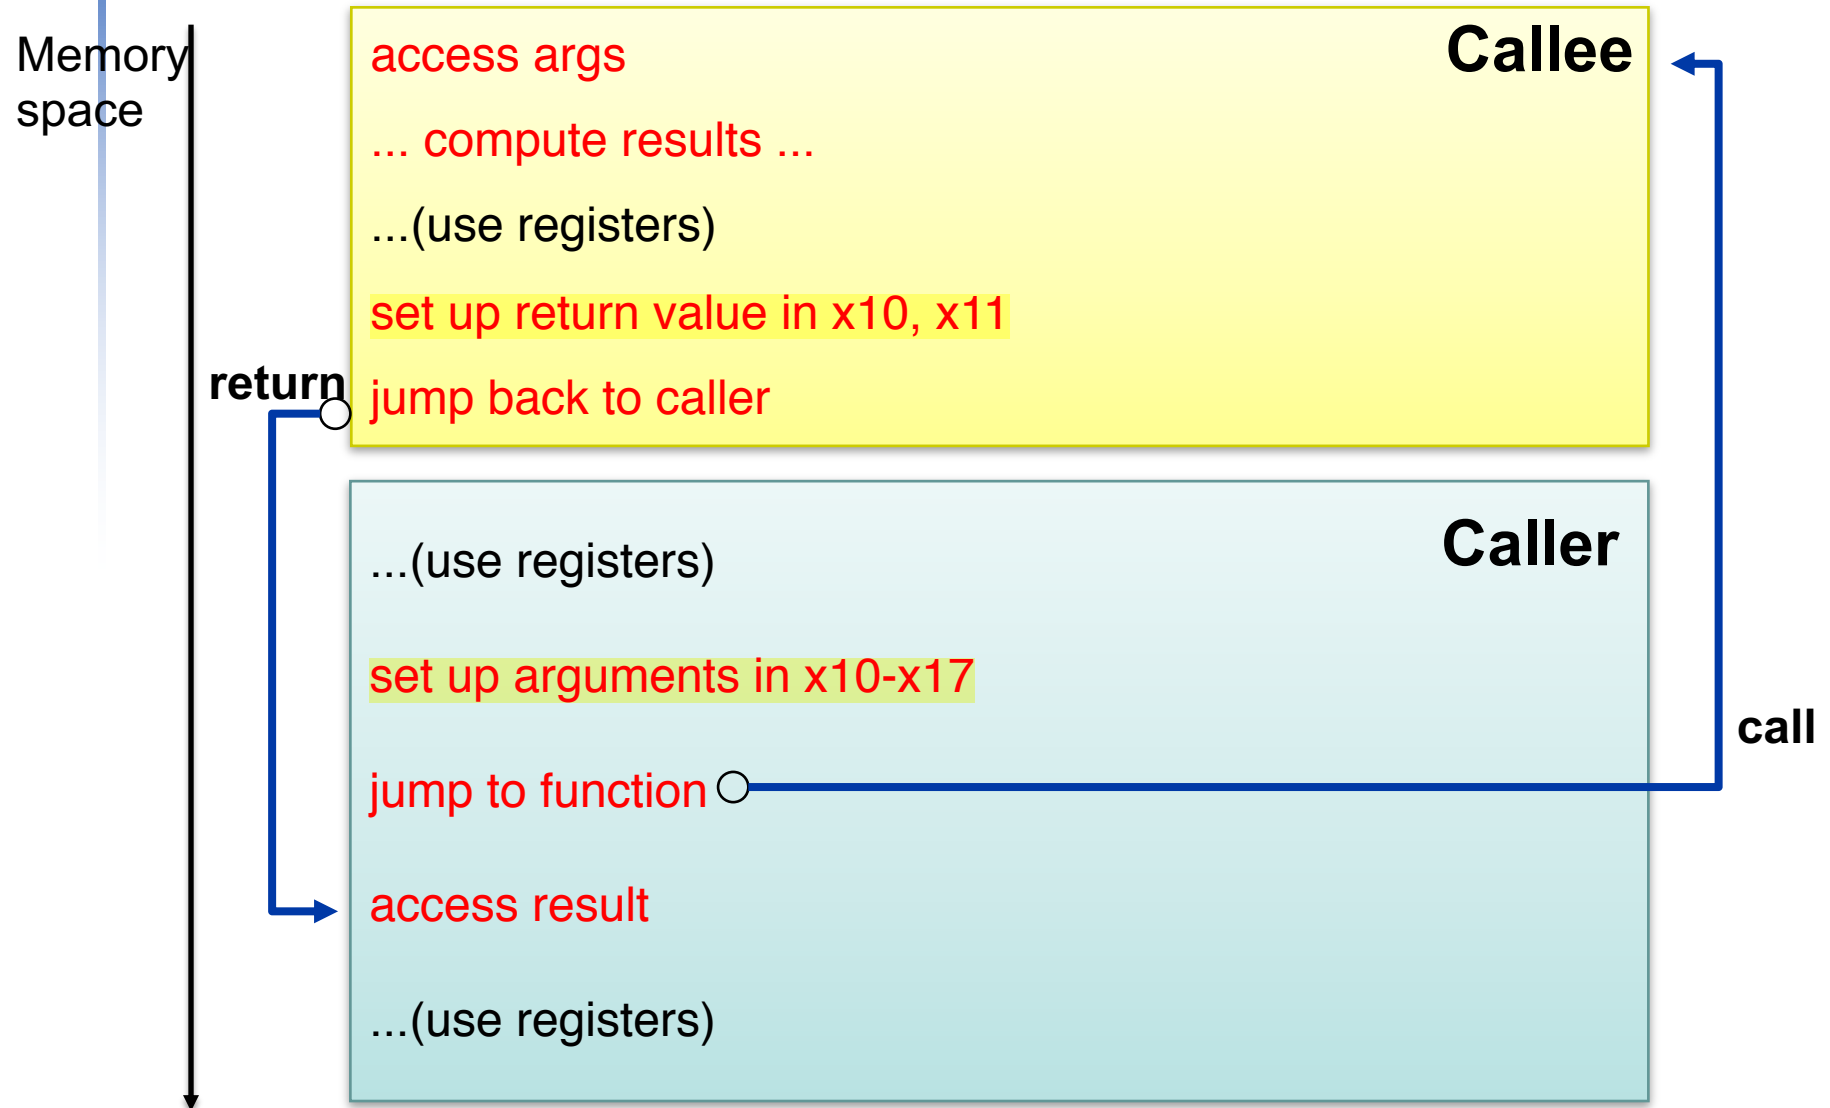 Memory
space
Callee
access args
... compute results ...
...(use registers)
set up return value in x10, x11
return
jump back to caller
Caller
...(use registers)
set up arguments in x10-x17
call
jump to function
access result
...(use registers)